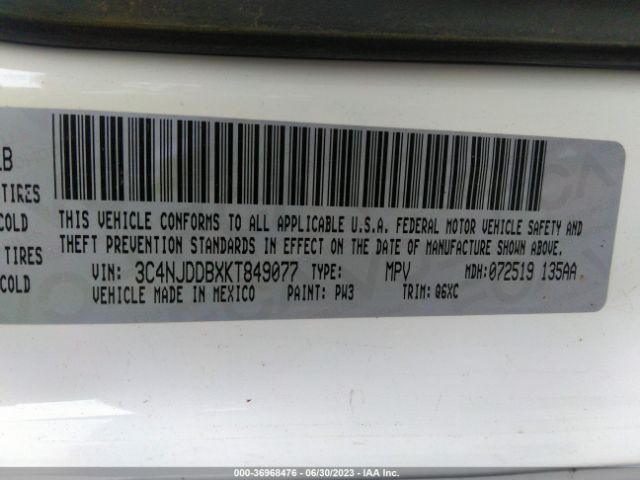 LB
TIRES
COLD
TIRES
COLD
THIS VEHICLE CONFORMS TO ALL APPLICABLE U.S.A. FEDERAL MOTOR VEHICLE SAFETY AND
THEFT PREVENTION STANDARDS IN EFFECT ON THE DATE OF MANUFACTURE SHOWN ABOVE.
VIN: 3C4NJDDBXKT849077 TYPE: MPV MDH:072519 135AA
VEHICLE MADE IN MEXICO PAINT: PW3 TRIM: Q6XC
000-36968476 - 06/30/2023 - IAA Inc.